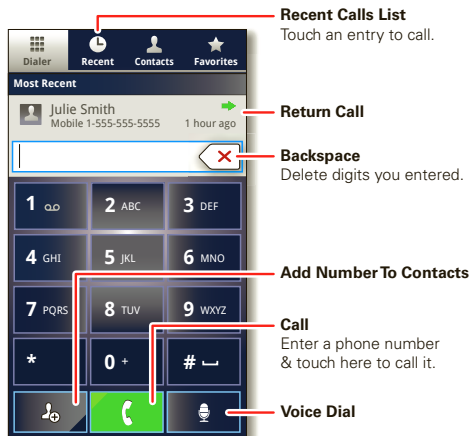 Recent Calls List
Touch an entry to call.
Dialer Recent Contacts Favorites
Most Recent
Julie Smith
Mobile 1-555-555-5555 1 hour ago
Return Call
Backspace
Delete digits you entered.
1 2 ABC 3 DEF
4 GHI 5 JKL 6 MNO
Add Number To Contacts
7 PQRS 8 TUV 9 WXYZ
Call
Enter a phone number
& touch here to call it.
* 0 + #
Voice Dial